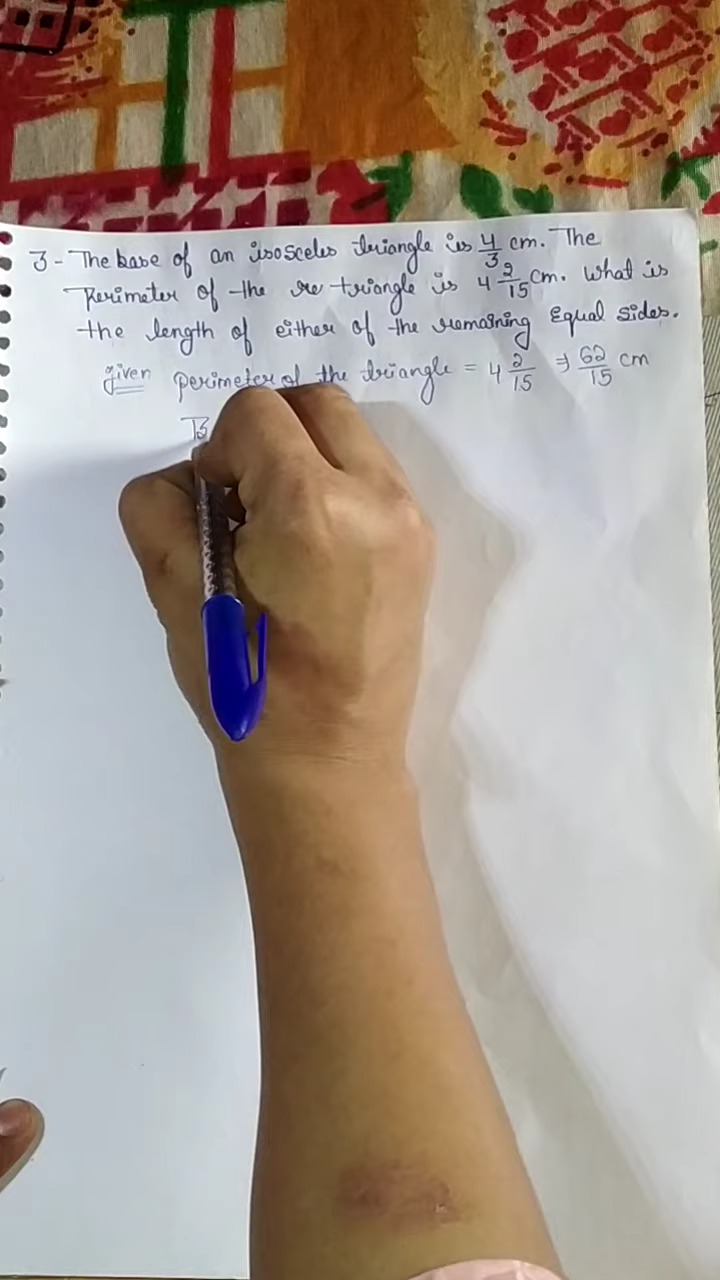 3- The base of an isosceles triangle is 4/3 cm. The
Perimeter of the re triangle is 4 2/15 cm. What is
the length of either of the remaining Equal sides.
given perimeter of the triangle = 4 2/15 ⇒ 62/15 cm